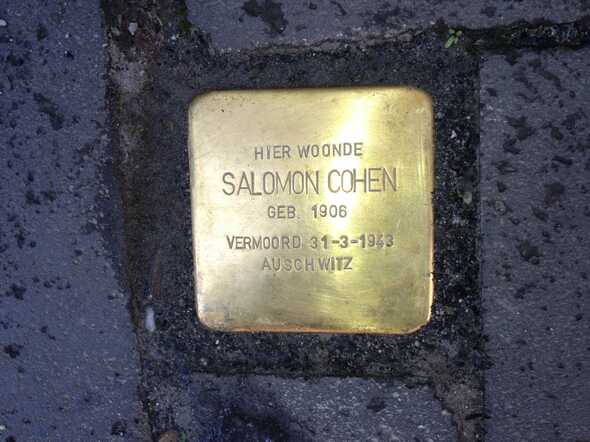 HIER WOONDE
SALOMON COHEN
GEB. 1906
VERMOORD 31-3-1943
AUSCHWITZ